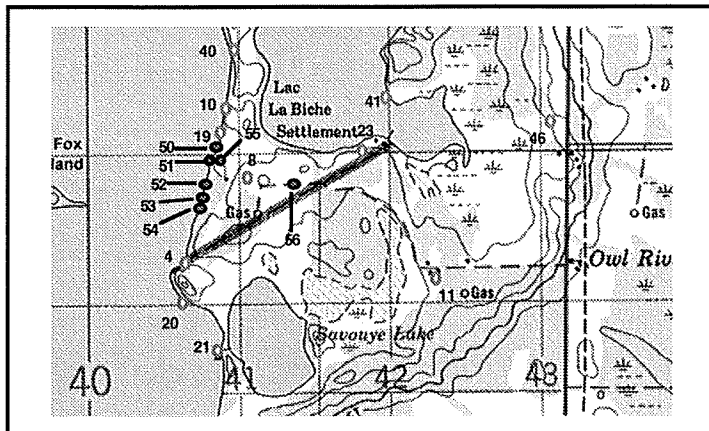 40
Lac
La Biche
Settlement
10
41
19
55
23
46
50
Fox
land
51
8
52
53
54
Gas
56
Gas
4
Owl Riv
11
Gas
20
Savouye Lake
21
40
41
42
43